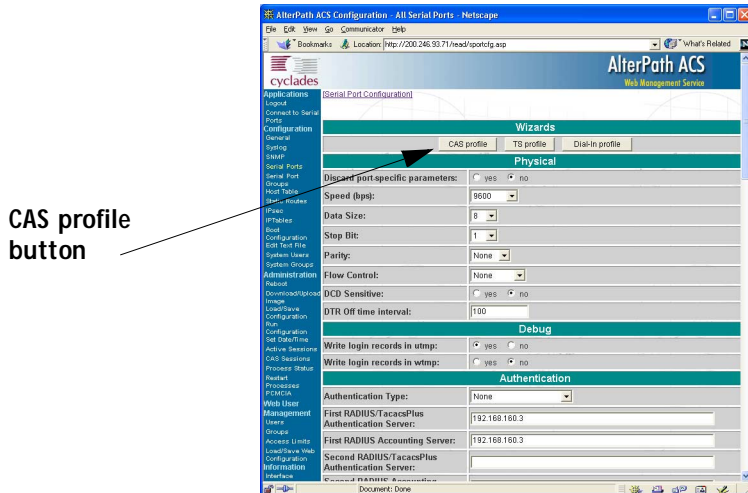 AlterPath ACS Configuration - All Serial Ports - Netscape
File Edit View Go Communicator Help
Bookmarks Location: http://200.246.93.71/read/sportcfg.asp What's Related
cyclades
AlterPath ACS
Web Management Service
Applications
Logout
Connect to Serial
Ports
Configuration
General
Syslog
SNMP
Serial Ports
Serial Port
Groups
Host Table
Static Routes
IPsec
IPTables
Boot
Configuration
Edit Text File
System Users
System Groups
Administration
Reboot
Download/Upload
Image
Load/Save
Configuration
Run
Configuration
Set Date/Time
Active Sessions
CAS Sessions
Process Status
Restart
Processes
PCMCIA
Web User
Management
Users
Groups
Access Limits
Load/Save Web
Configuration
Information
Interface
[Serial Port Configuration]
Wizards
CAS profile TS profile Dial-In profile
Physical
Discard port-specific parameters: yes no
Speed (bps): 9600
Data Size: 8
Stop Bit: 1
Parity: None
Flow Control: None
DCD Sensitive: yes no
DTR Off time interval: 100
Debug
Write login records in utmp: yes no
Write login records in wtmp: yes no
Authentication
Authentication Type: None
First RADIUS/TacacsPlus
Authentication Server: 192.168.160.3
First RADIUS Accounting Server: 192.168.160.3
Second RADIUS/TacacsPlus
Authentication Server:
Second RADIUS Accounting
Document: Done
CAS profile
button